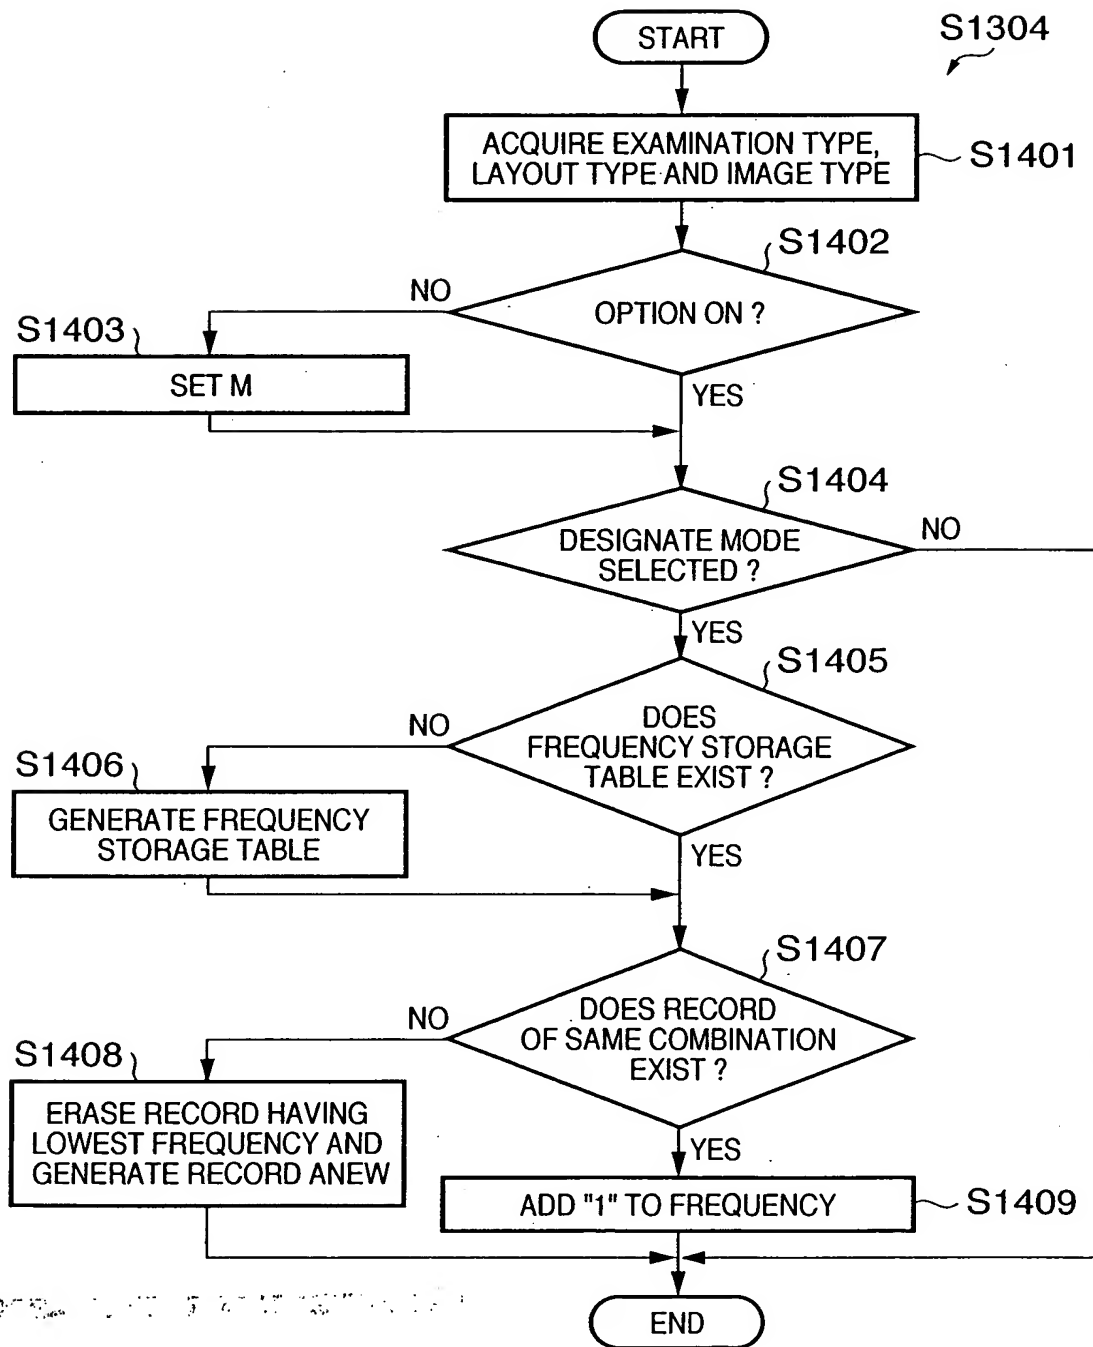 START
S1304
ACQUIRE EXAMINATION TYPE,
LAYOUT TYPE AND IMAGE TYPE
S1401
S1402
OPTION ON ?
NO
YES
S1403
SET M
S1404
DESIGNATE MODE
SELECTED ?
NO
YES
S1405
DOES
FREQUENCY STORAGE
TABLE EXIST ?
NO
YES
S1406
GENERATE FREQUENCY
STORAGE TABLE
S1407
DOES RECORD
OF SAME COMBINATION
EXIST ?
NO
YES
S1408
ERASE RECORD HAVING
LOWEST FREQUENCY AND
GENERATE RECORD ANEW
ADD "1" TO FREQUENCY
S1409
END